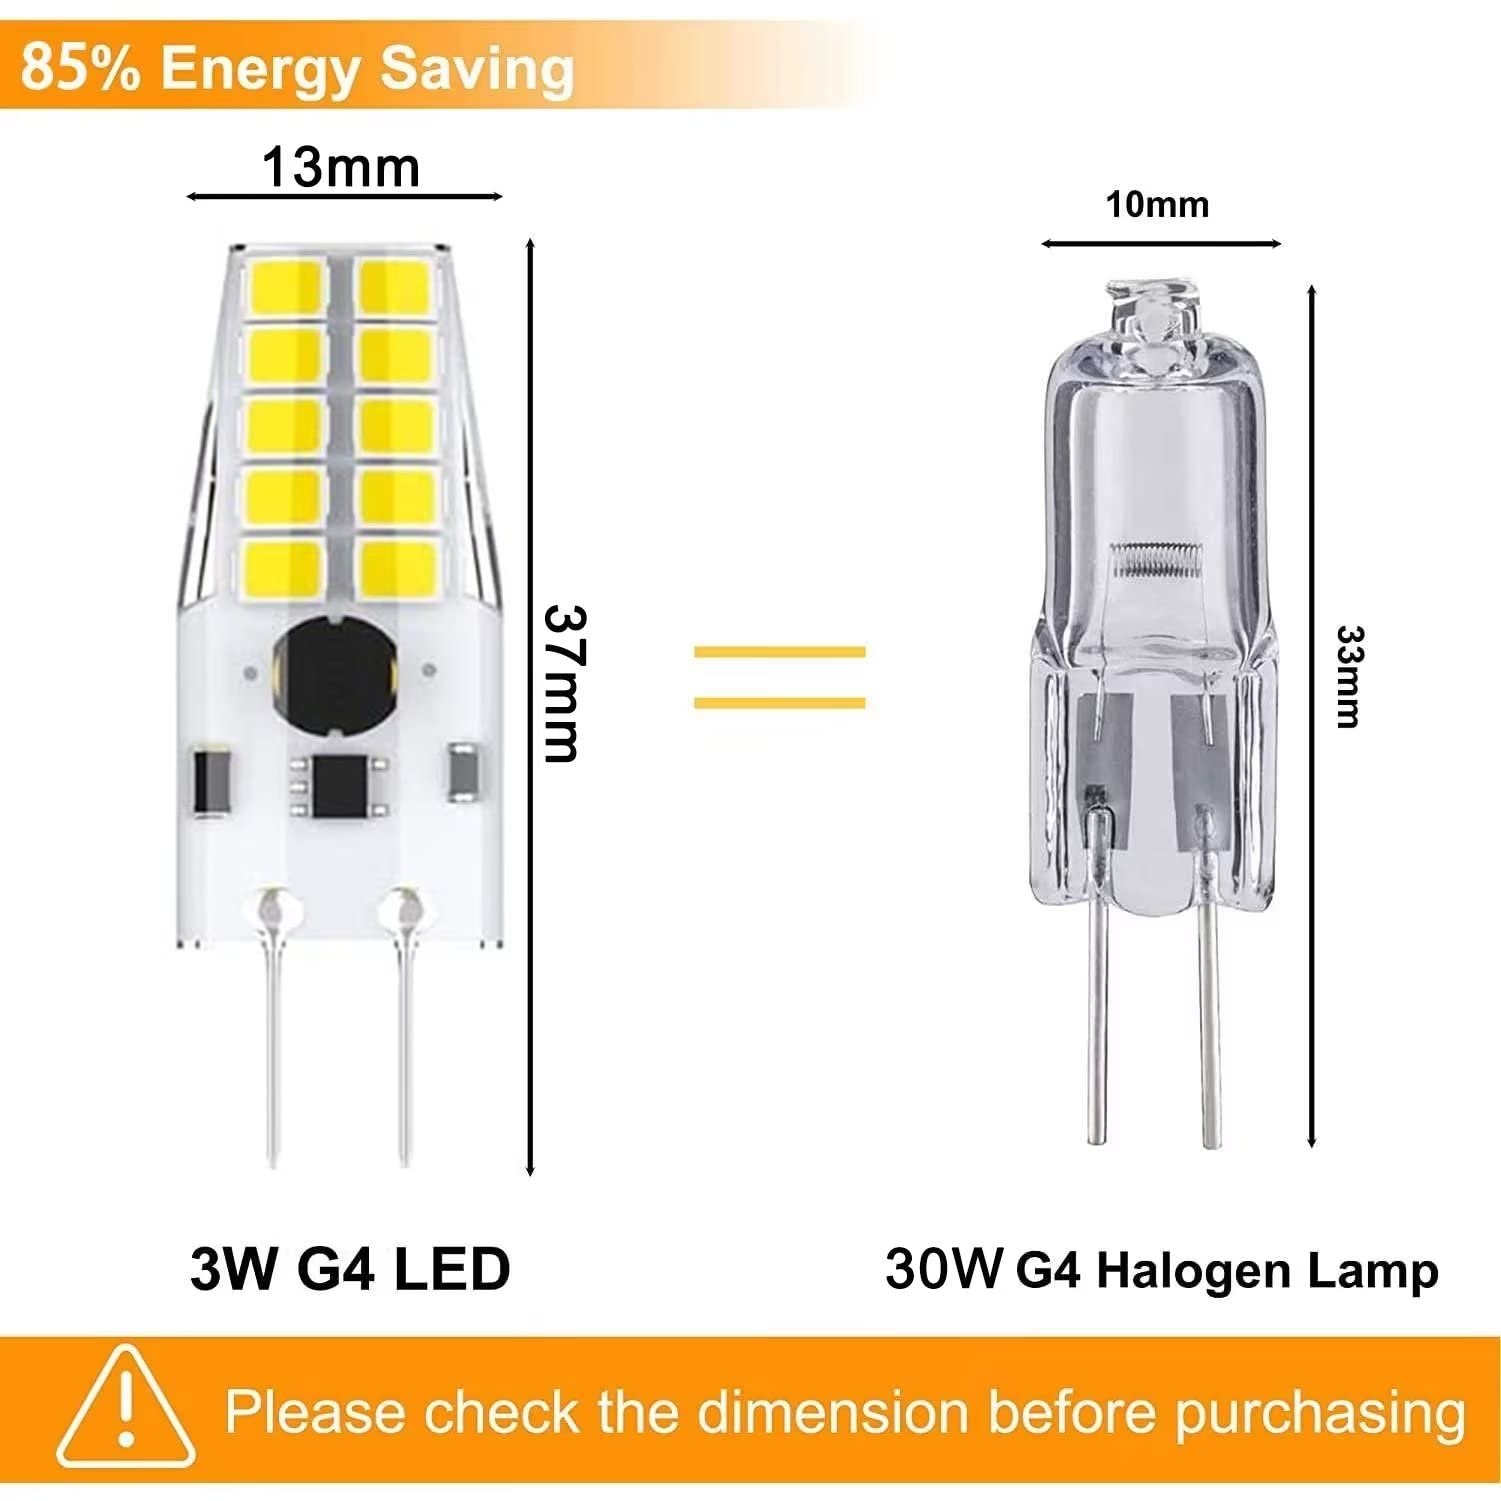 85% Energy Saving
13mm
10mm
37mm
33mm
3W G4 LED
30W G4 Halogen Lamp
Please check the dimension before purchasing